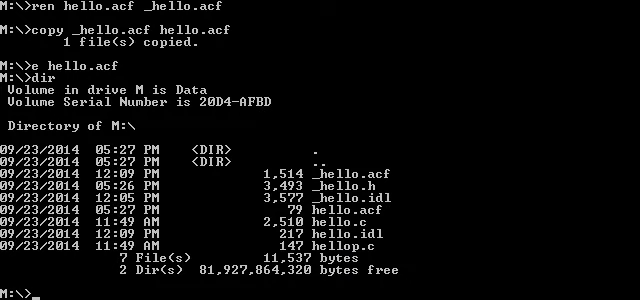 M:\>ren hello.acf _hello.acf
M:\>copy _hello.acf hello.acf
        1 file(s) copied.
M:\>e hello.acf
M:\>dir
 Volume in drive M is Data
 Volume Serial Number is 20D4-AFBD
 Directory of M:\
09/23/2014  05:27 PM    <DIR>          .
09/23/2014  05:27 PM    <DIR>          ..
09/23/2014  12:09 PM             1,514 _hello.acf
09/23/2014  05:26 PM             3,493 _hello.h
09/23/2014  12:05 PM             3,577 _hello.idl
09/23/2014  05:27 PM                79 hello.acf
09/23/2014  11:49 AM             2,510 hello.c
09/23/2014  12:09 PM               217 hello.idl
09/23/2014  11:49 AM               147 hellop.c
               7 File(s)         11,537 bytes
               2 Dir(s)  81,927,864,320 bytes free
M:\>_